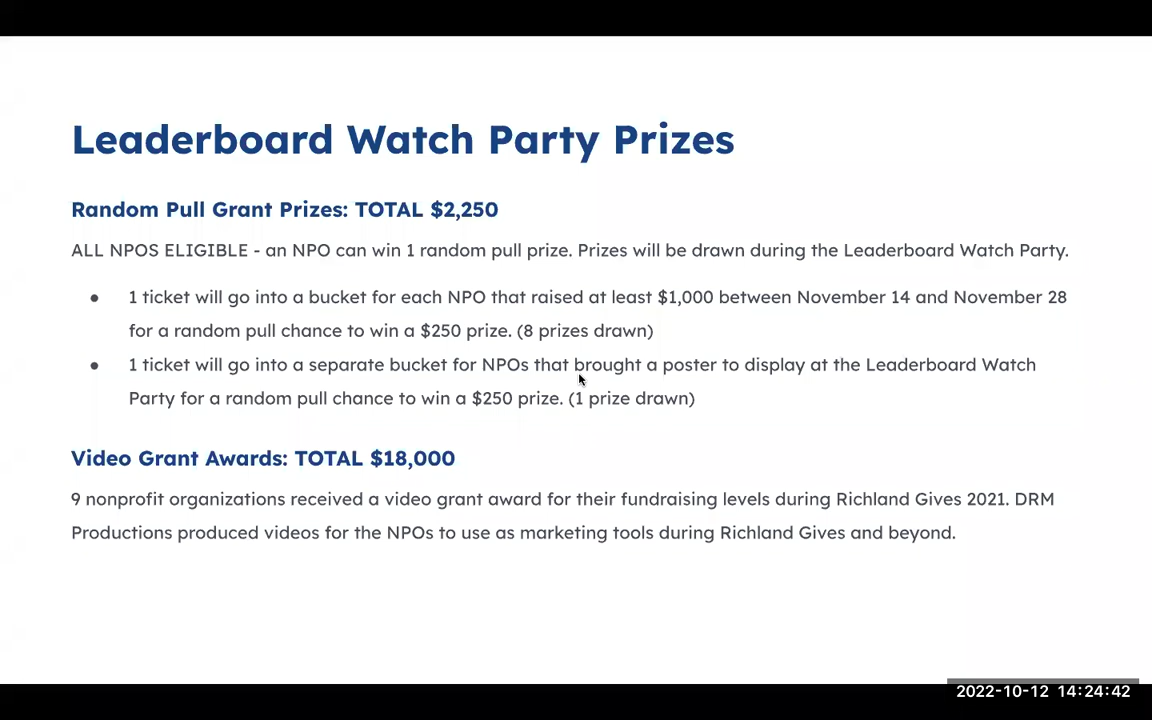 Leaderboard Watch Party Prizes
Random Pull Grant Prizes: TOTAL $2,250
ALL NPOS ELIGIBLE - an NPO can win 1 random pull prize. Prizes will be drawn during the Leaderboard Watch Party.
● 1 ticket will go into a bucket for each NPO that raised at least $1,000 between November 14 and November 28
for a random pull chance to win a $250 prize. (8 prizes drawn)
● 1 ticket will go into a separate bucket for NPOs that brought a poster to display at the Leaderboard Watch
Party for a random pull chance to win a $250 prize. (1 prize drawn)
Video Grant Awards: TOTAL $18,000
9 nonprofit organizations received a video grant award for their fundraising levels during Richland Gives 2021. DRM
Productions produced videos for the NPOs to use as marketing tools during Richland Gives and beyond.
2022-10-12 14:24:42